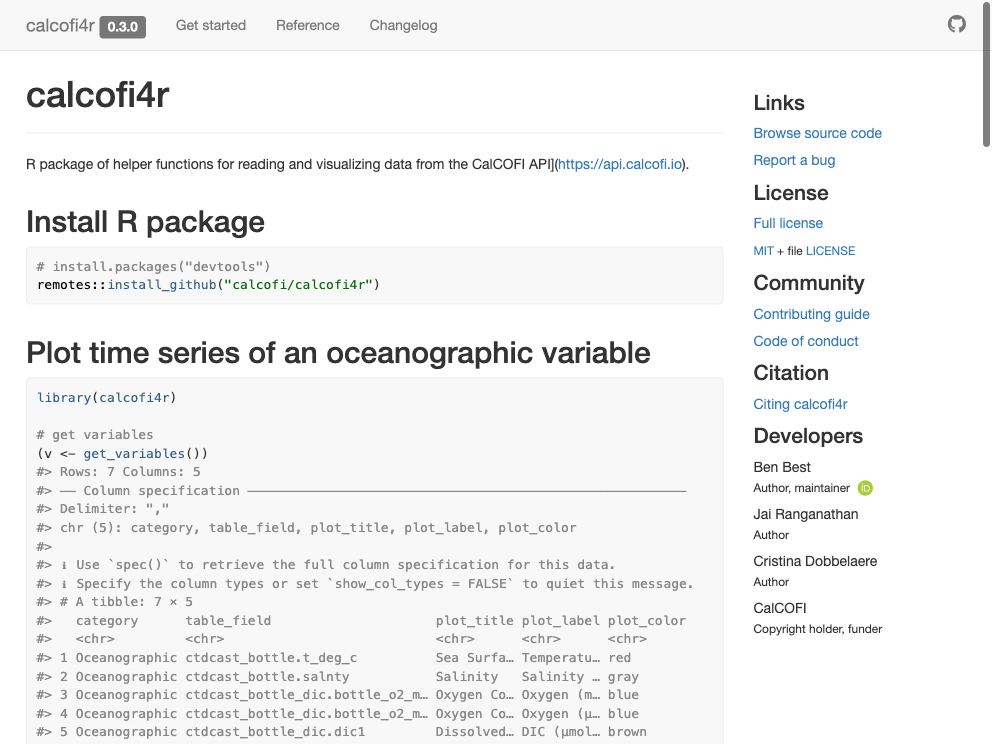 calcofi4r 0.3.0 Get started Reference Changelog
calcofi4r
R package of helper functions for reading and visualizing data from the CalCOFI API](https://api.calcofi.io).
Install R package
# install.packages("devtools")
remotes::install_github("calcofi/calcofi4r")
Plot time series of an oceanographic variable
library(calcofi4r)
# get variables
(v <- get_variables())
#> Rows: 7 Columns: 5
#> ── Column specification ────────────────────────────────────────────────────────
#> Delimiter: ","
#> chr (5): category, table_field, plot_title, plot_label, plot_color
#>
#> ℹ Use `spec()` to retrieve the full column specification for this data.
#> ℹ Specify the column types or set `show_col_types = FALSE` to quiet this message.
#> # A tibble: 7 × 5
#>   category      table_field                     plot_title plot_label plot_color
#>   <chr>         <chr>                           <chr>      <chr>      <chr>
#> 1 Oceanographic ctdcast_bottle.t_deg_c          Sea Surfa… Temperatu… red
#> 2 Oceanographic ctdcast_bottle.salnty           Salinity   Salinity … gray
#> 3 Oceanographic ctdcast_bottle_dic.bottle_o2_m… Oxygen Co… Oxygen (m… blue
#> 4 Oceanographic ctdcast_bottle_dic.bottle_o2_m… Oxygen Co… Oxygen (µ… blue
#> 5 Oceanographic ctdcast_bottle_dic.dic1         Dissolved… DIC (µmol… brown
Links
Browse source code
Report a bug
License
Full license
MIT + file LICENSE
Community
Contributing guide
Code of conduct
Citation
Citing calcofi4r
Developers
Ben Best
Author, maintainer iD
Jai Ranganathan
Author
Cristina Dobbelaere
Author
CalCOFI
Copyright holder, funder